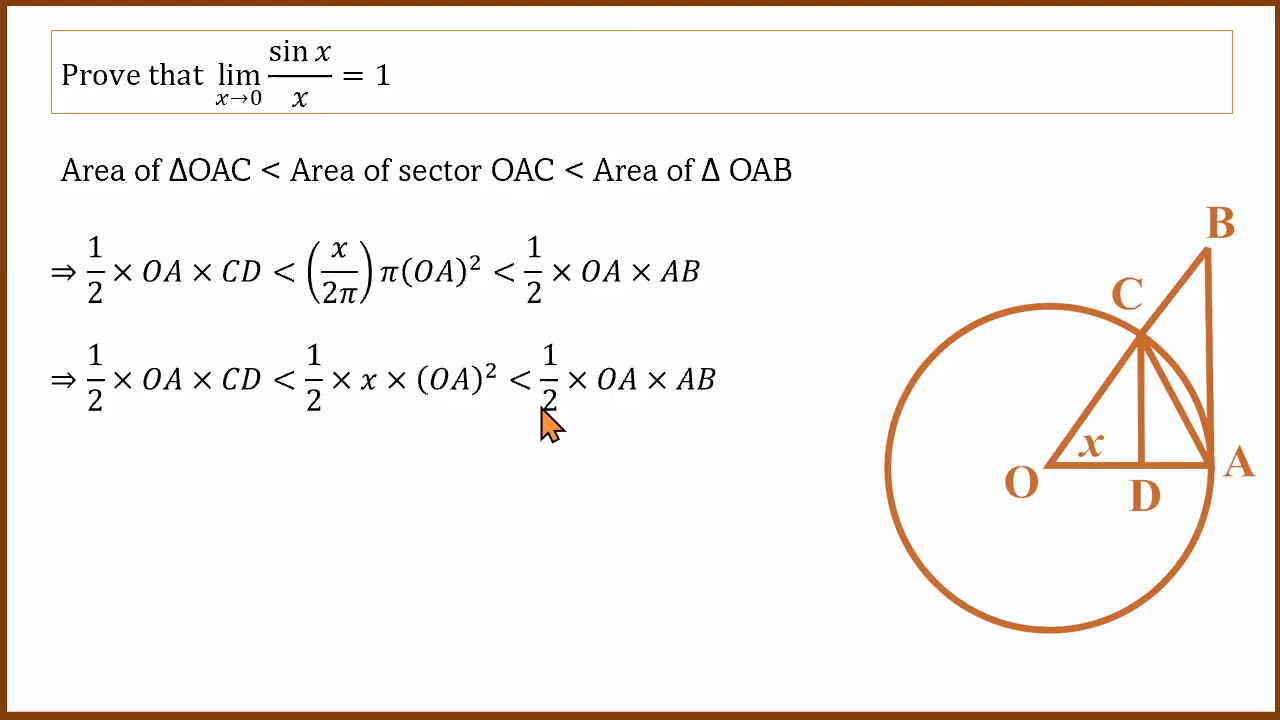 Prove that lim_{x→0} sin x / x = 1
Area of ΔOAC < Area of sector OAC < Area of Δ OAB
⇒ 1/2 × OA × CD < (x/2π) π(OA)² < 1/2 × OA × AB
⇒ 1/2 × OA × CD < 1/2 × x × (OA)² < 1/2 × OA × AB
B
C
x
A
O
D